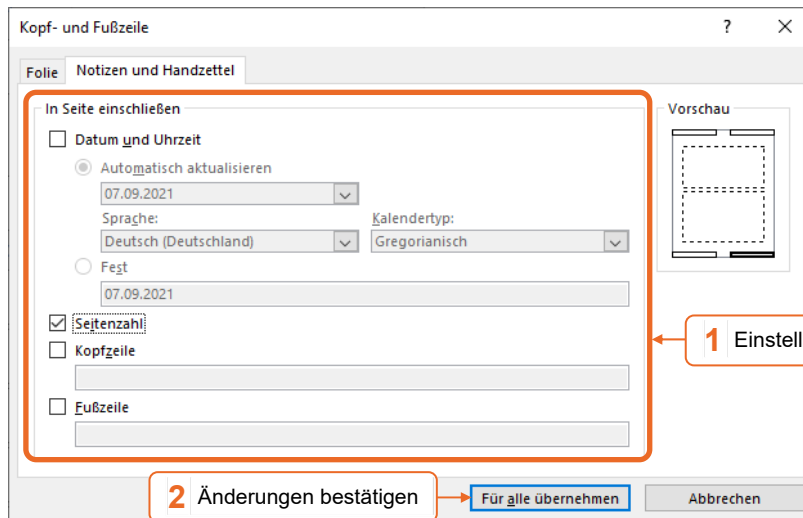 Kopf- und Fußzeile
Folie Notizen und Handzettel
In Seite einschließen
Vorschau
Datum und Uhrzeit
Automatisch aktualisieren
07.09.2021
Sprache: Kalendertyp:
Deutsch (Deutschland) Gregorianisch
Fest
07.09.2021
Seitenzahl
1 Einstell
Kopfzeile
Fußzeile
2 Änderungen bestätigen
Für alle übernehmen Abbrechen